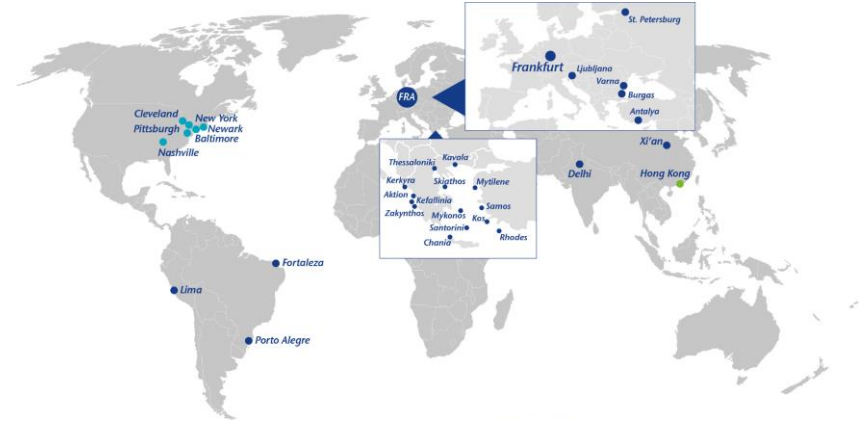 St. Petersburg
Frankfurt
Ljubljana
Varna
Burgas
Antalya
FRA
Cleveland
New York
Pittsburgh
Newark
Baltimore
Nashville
Xi'an
Delhi
Hong Kong
Thessaloniki
Kavala
Kerkyra
Skiathos
Mytilene
Aktion
Kefallinia
Zakynthos
Mykonos
Samos
Kos
Santorini
Chania
Rhodes
Fortaleza
Lima
Porto Alegre